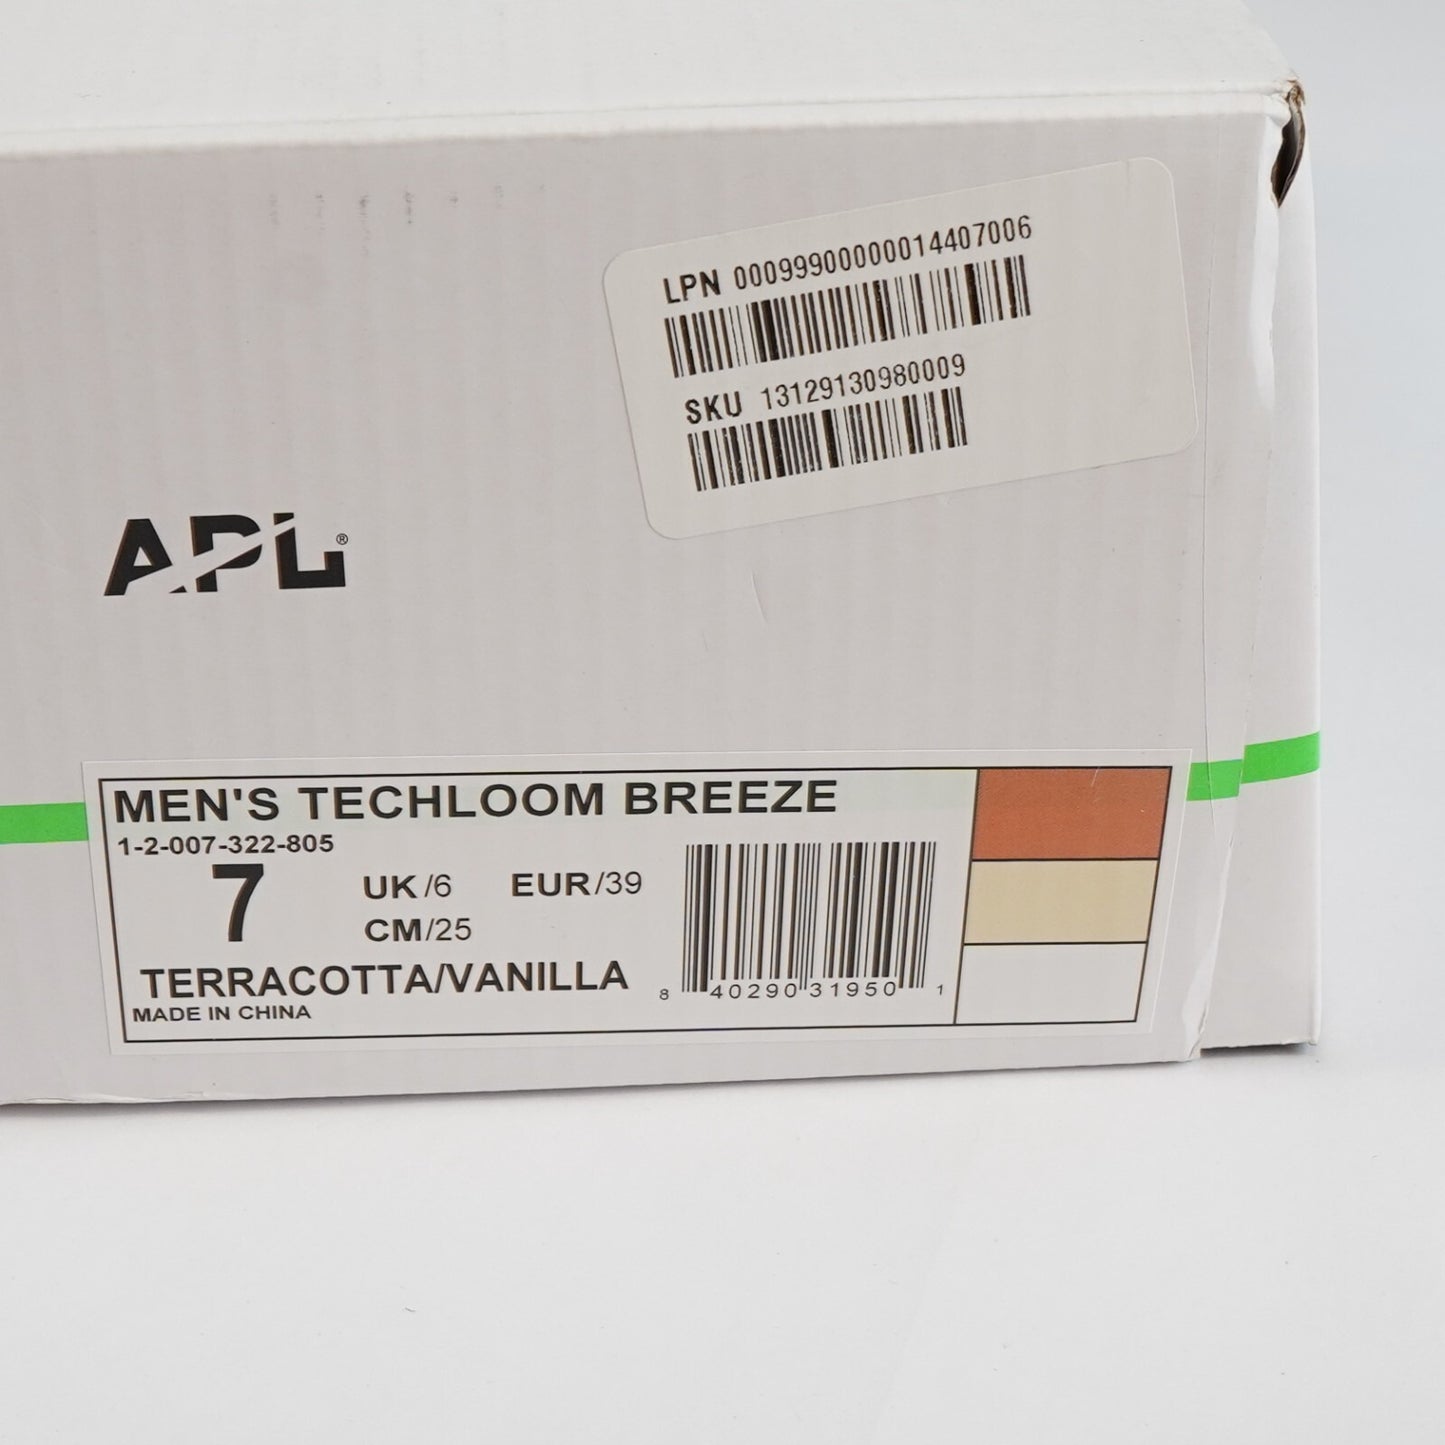 LPN 00099900000014407006
SKU 13129130980009
APL®
MEN'S TECHLOOM BREEZE
1-2-007-322-805
7
UK/6 EUR/39
CM/25
TERRACOTTA/VANILLA
MADE IN CHINA
8 40290 31950 1